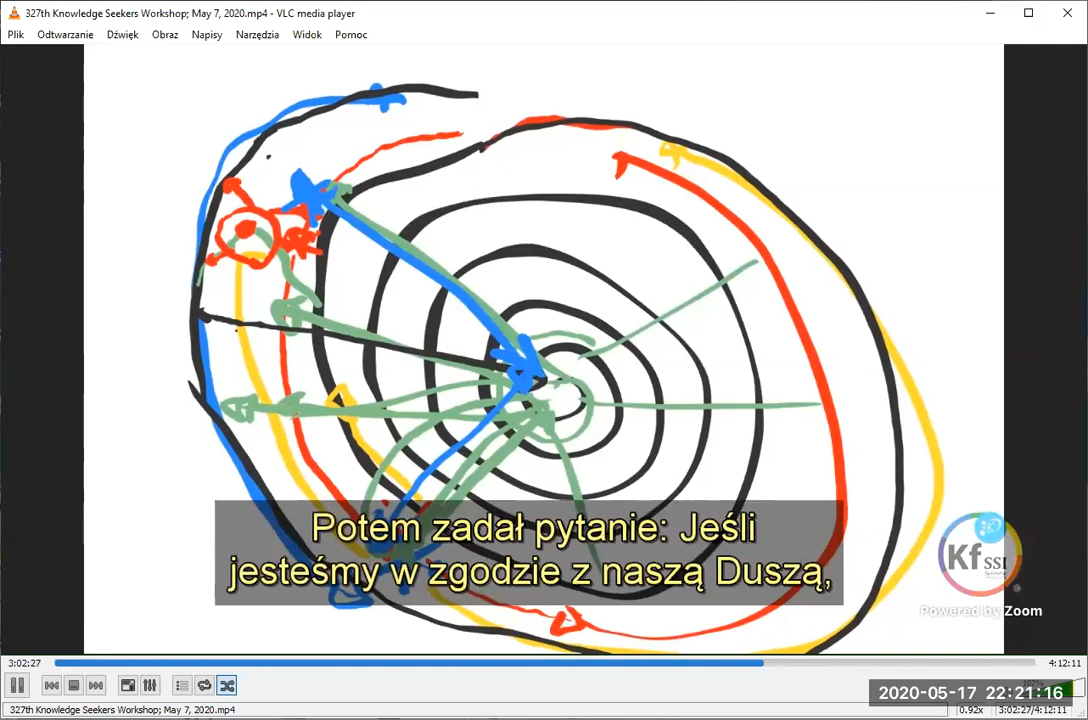 327th Knowledge Seekers Workshop; May 7, 2020.mp4 - VLC media player
Plik Odtwarzanie Dźwięk Obraz Napisy Narzędzia Widok Pomoc
Potem zadał pytanie: Jeśli
jesteśmy w zgodzie z naszą Duszą,
Kf SSI
Powered by Zoom
3:02:27 4:12:11
2020-05-17 22:21:16
327th Knowledge Seekers Workshop; May 7, 2020.mp4 0.92x 3:02:27/4:12:11